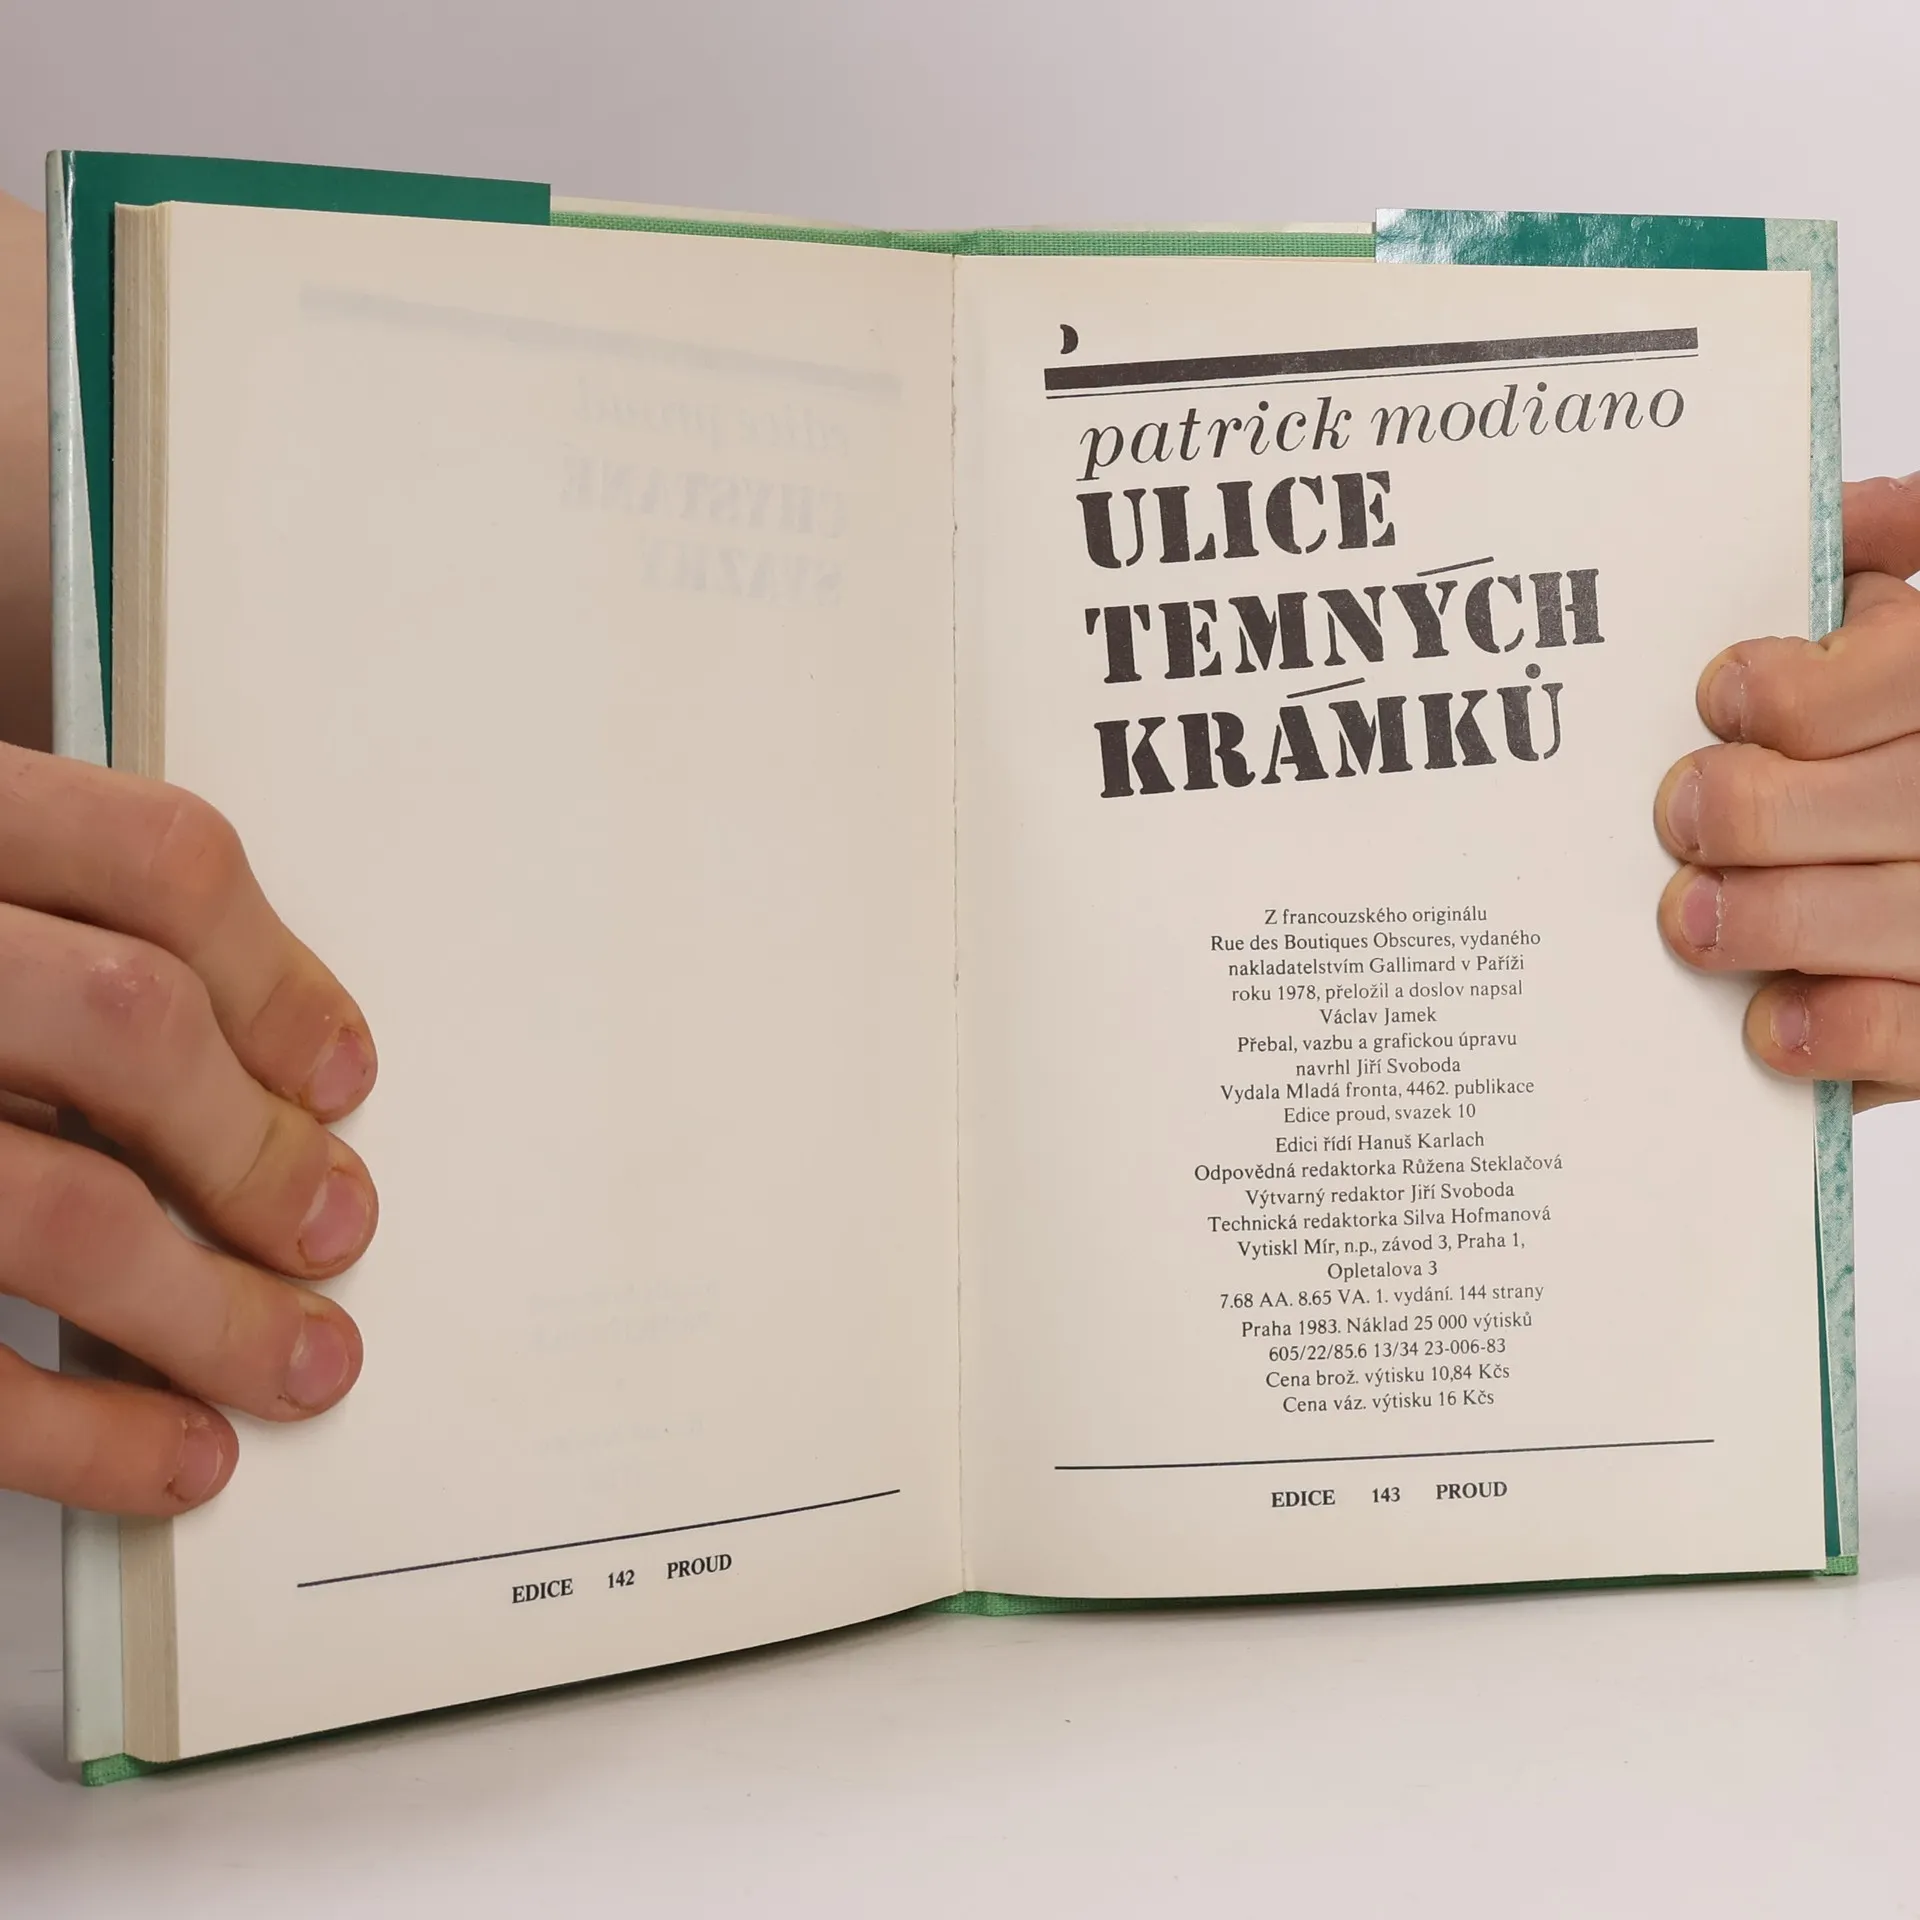 EDICE 142 PROUD
patrick modiano
ULICE
TEMNÝCH
KRÁMKŮ
Z francouzského originálu
Rue des Boutiques Obscures, vydaného
nakladatelstvím Gallimard v Paříži
roku 1978, přeložil a doslov napsal
Václav Jamek
Přebal, vazbu a grafickou úpravu
navrhl Jiří Svoboda
Vydala Mladá fronta, 4462. publikace
Edice proud, svazek 10
Edici řídí Hanuš Karlach
Odpovědná redaktorka Růžena Steklačová
Výtvarný redaktor Jiří Svoboda
Technická redaktorka Silva Hofmanová
Vytiskl Mír, n.p., závod 3, Praha 1,
Opletalova 3
7.68 AA. 8.65 VA. 1. vydání. 144 strany
Praha 1983. Náklad 25 000 výtisků
605/22/85.6 13/34 23-006-83
Cena brož. výtisku 10,84 Kčs
Cena váz. výtisku 16 Kčs
EDICE 143 PROUD